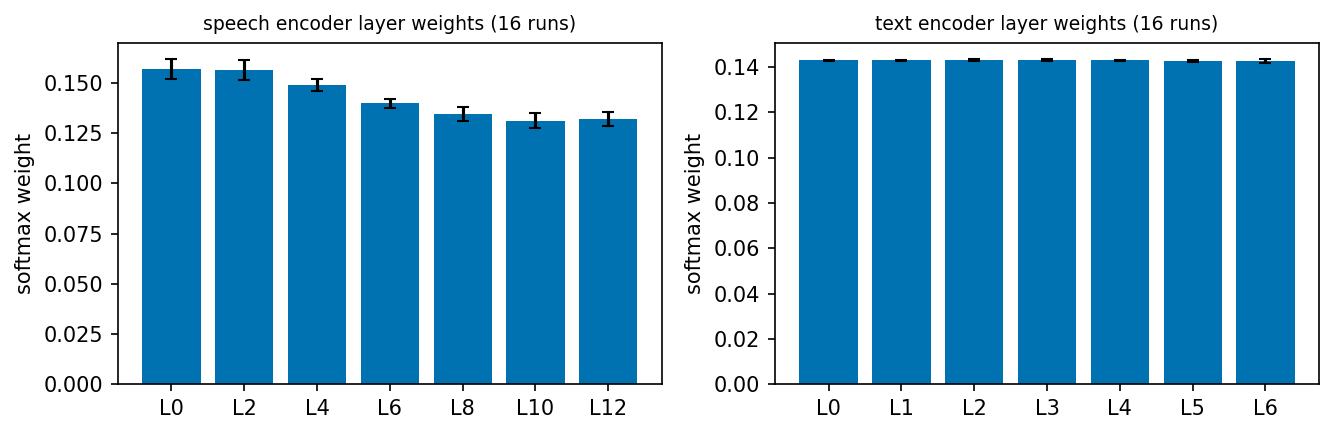 speech encoder layer weights (16 runs)
softmax weight
0.150
0.125
0.100
0.075
0.050
0.025
0.000
L0 L2 L4 L6 L8 L10 L12
text encoder layer weights (16 runs)
softmax weight
0.14
0.12
0.10
0.08
0.06
0.04
0.02
0.00
L0 L1 L2 L3 L4 L5 L6